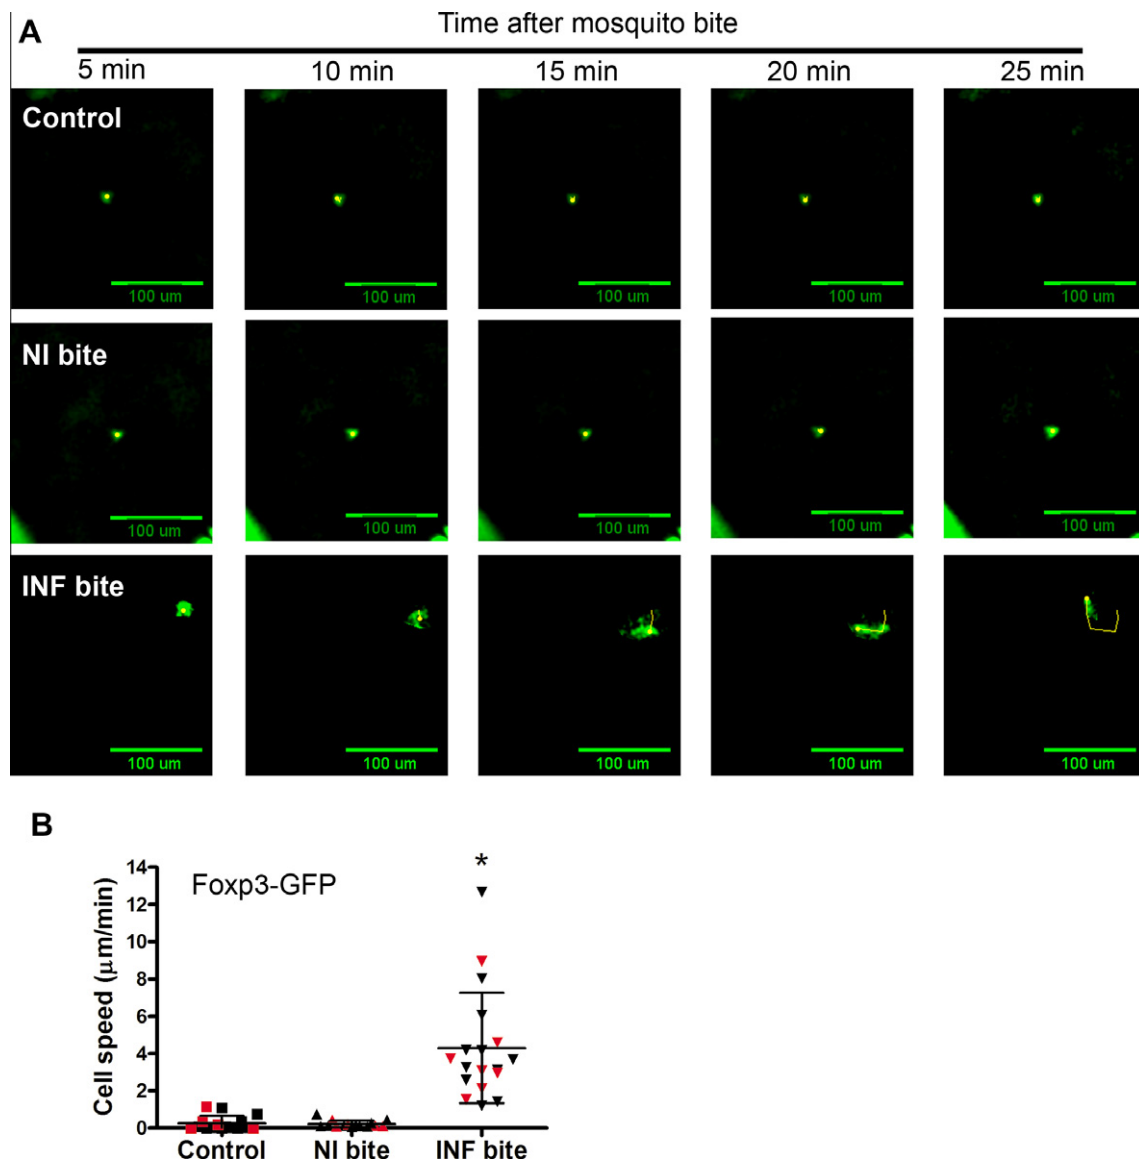 A
Time after mosquito bite
5 min 10 min 15 min 20 min 25 min
Control
100 um 100 um 100 um 100 um 100 um
NI bite
100 um 100 um 100 um 100 um 100 um
INF bite
100 um 100 um 100 um 100 um 100 um
B
*
14
Foxp3-GFP
12
10
8
6
4
2
0
Cell speed (µm/min)
Control NI bite INF bite